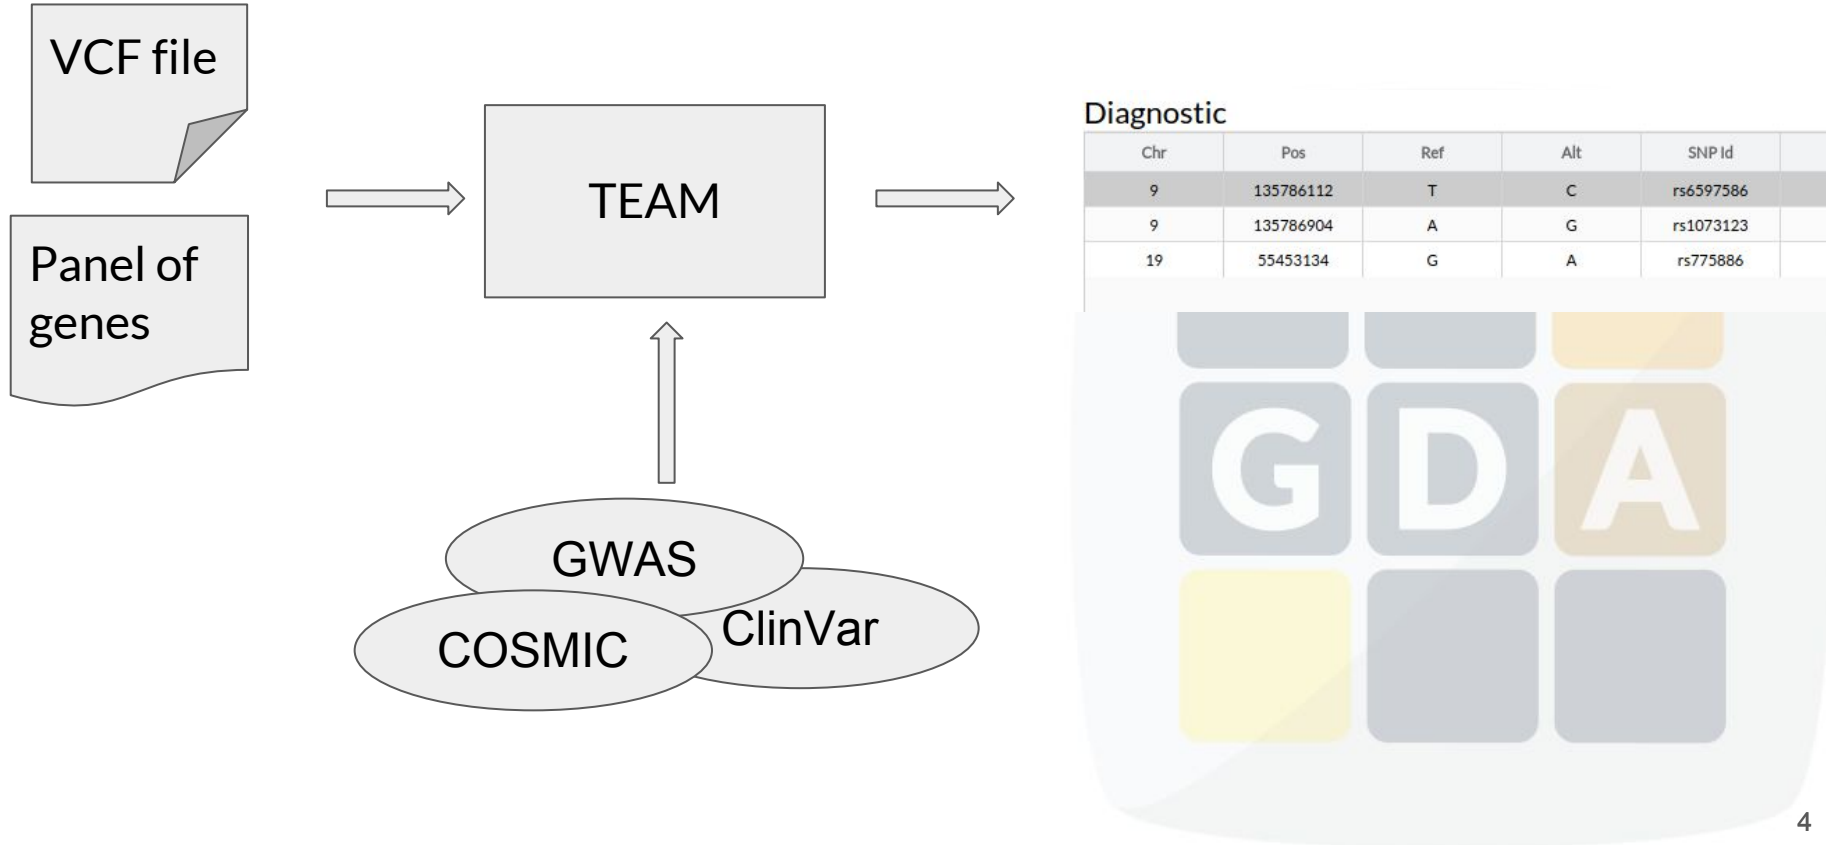 VCF file
Panel of
genes
TEAM
GWAS
ClinVar
COSMIC
Diagnostic
Chr Pos Ref Alt SNP Id
9 135786112 T C rs6597586
9 135786904 A G rs1073123
19 55453134 G A rs775886
G D A
4